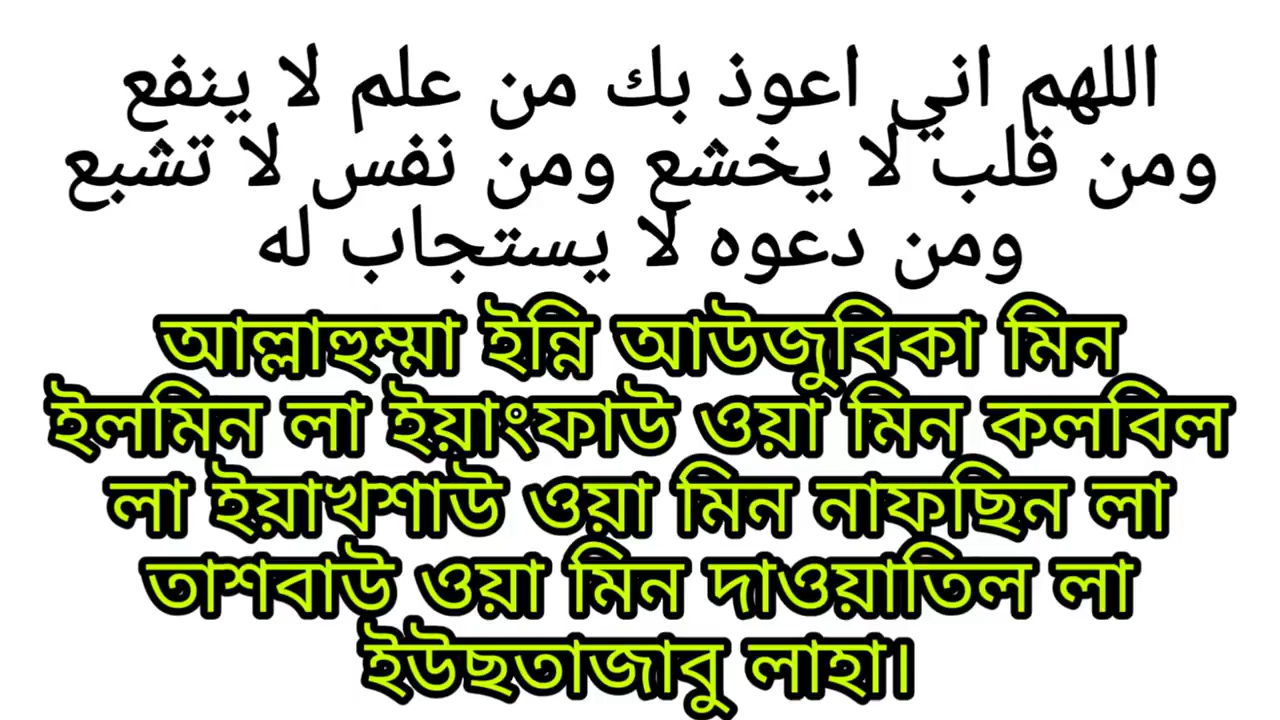 اللهم اني اعوذ بك من علم لا ينفع
ومن قلب لا يخشع ومن نفس لا تشبع
ومن دعوه لا يستجاب له
আল্লাহুম্মা ইন্নি আউজুবিকা মিন
ইলমিন লা ইয়াংফাউ ওয়া মিন কলবিল
লা ইয়াখশাউ ওয়া মিন নাফছিন লা
তাশবাউ ওয়া মিন দাওয়াতিল লা
ইউছতাজাবু লাহা।